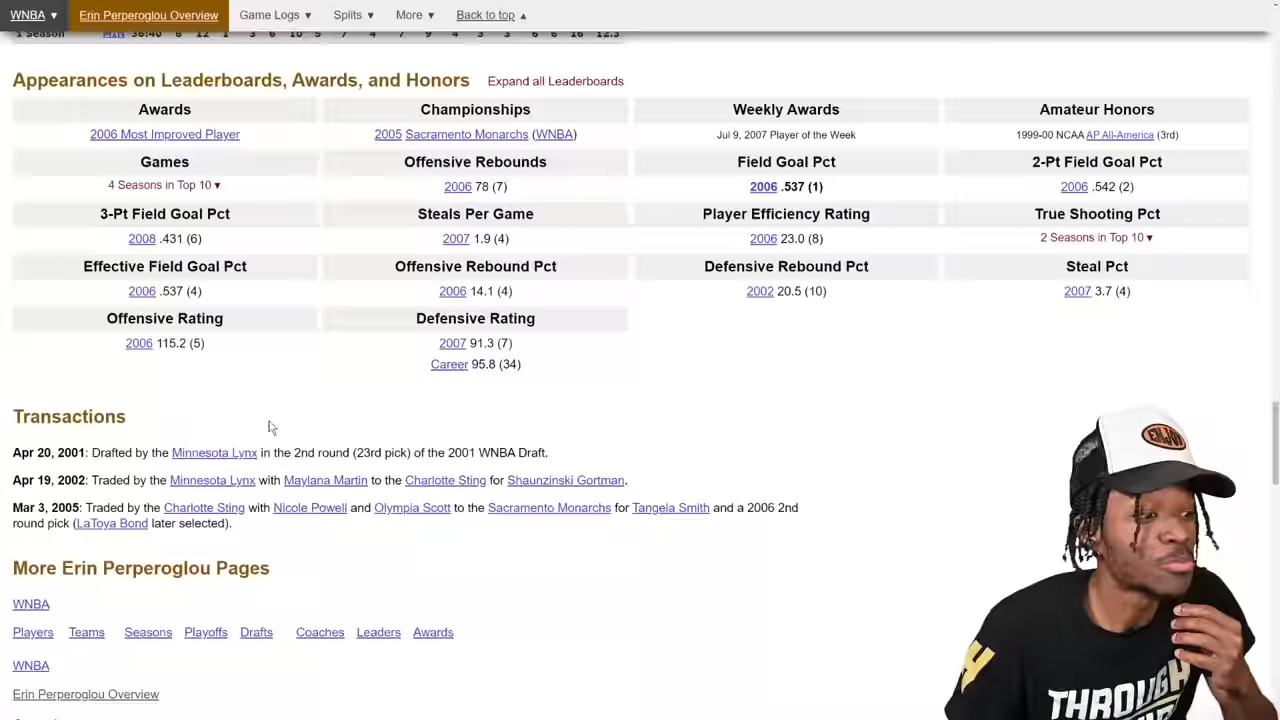 WNBA ▼ Erin Perperoglou Overview Game Logs ▼ Splits ▼ More ▼ Back to top ▲
1 Season MIN
Appearances on Leaderboards, Awards, and Honors Expand all Leaderboards
Awards Championships Weekly Awards Amateur Honors
2006 Most Improved Player 2005 Sacramento Monarchs (WNBA) Jul 9, 2007 Player of the Week 1999-00 NCAA AP All-America (3rd)
Games Offensive Rebounds Field Goal Pct 2-Pt Field Goal Pct
4 Seasons in Top 10 ▼ 2006 78 (7) 2006 .537 (1) 2006 .542 (2)
3-Pt Field Goal Pct Steals Per Game Player Efficiency Rating True Shooting Pct
2008 .431 (6) 2007 1.9 (4) 2006 23.0 (8) 2 Seasons in Top 10 ▼
Effective Field Goal Pct Offensive Rebound Pct Defensive Rebound Pct Steal Pct
2006 .537 (4) 2006 14.1 (4) 2002 20.5 (10) 2007 3.7 (4)
Offensive Rating Defensive Rating
2006 115.2 (5) 2007 91.3 (7)
Career 95.8 (34)
Transactions
Apr 20, 2001: Drafted by the Minnesota Lynx in the 2nd round (23rd pick) of the 2001 WNBA Draft.
Apr 19, 2002: Traded by the Minnesota Lynx with Maylana Martin to the Charlotte Sting for Shaunzinski Gortman.
Mar 3, 2005: Traded by the Charlotte Sting with Nicole Powell and Olympia Scott to the Sacramento Monarchs for Tangela Smith and a 2006 2nd
round pick (LaToya Bond later selected).
More Erin Perperoglou Pages
WNBA
Players Teams Seasons Playoffs Drafts Coaches Leaders Awards
WNBA
Erin Perperoglou Overview
THROUGH